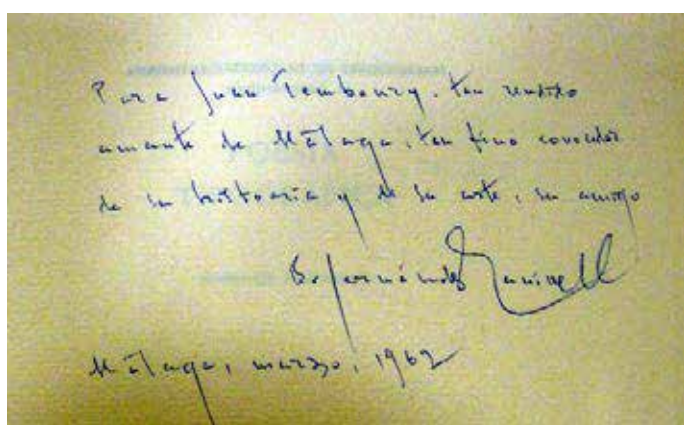 Para Juan Temboury, tan rendido
amante de Málaga, tan fino conocedor
de su historia y de su arte, su amigo
B. Fernández
Málaga, marzo, 1962